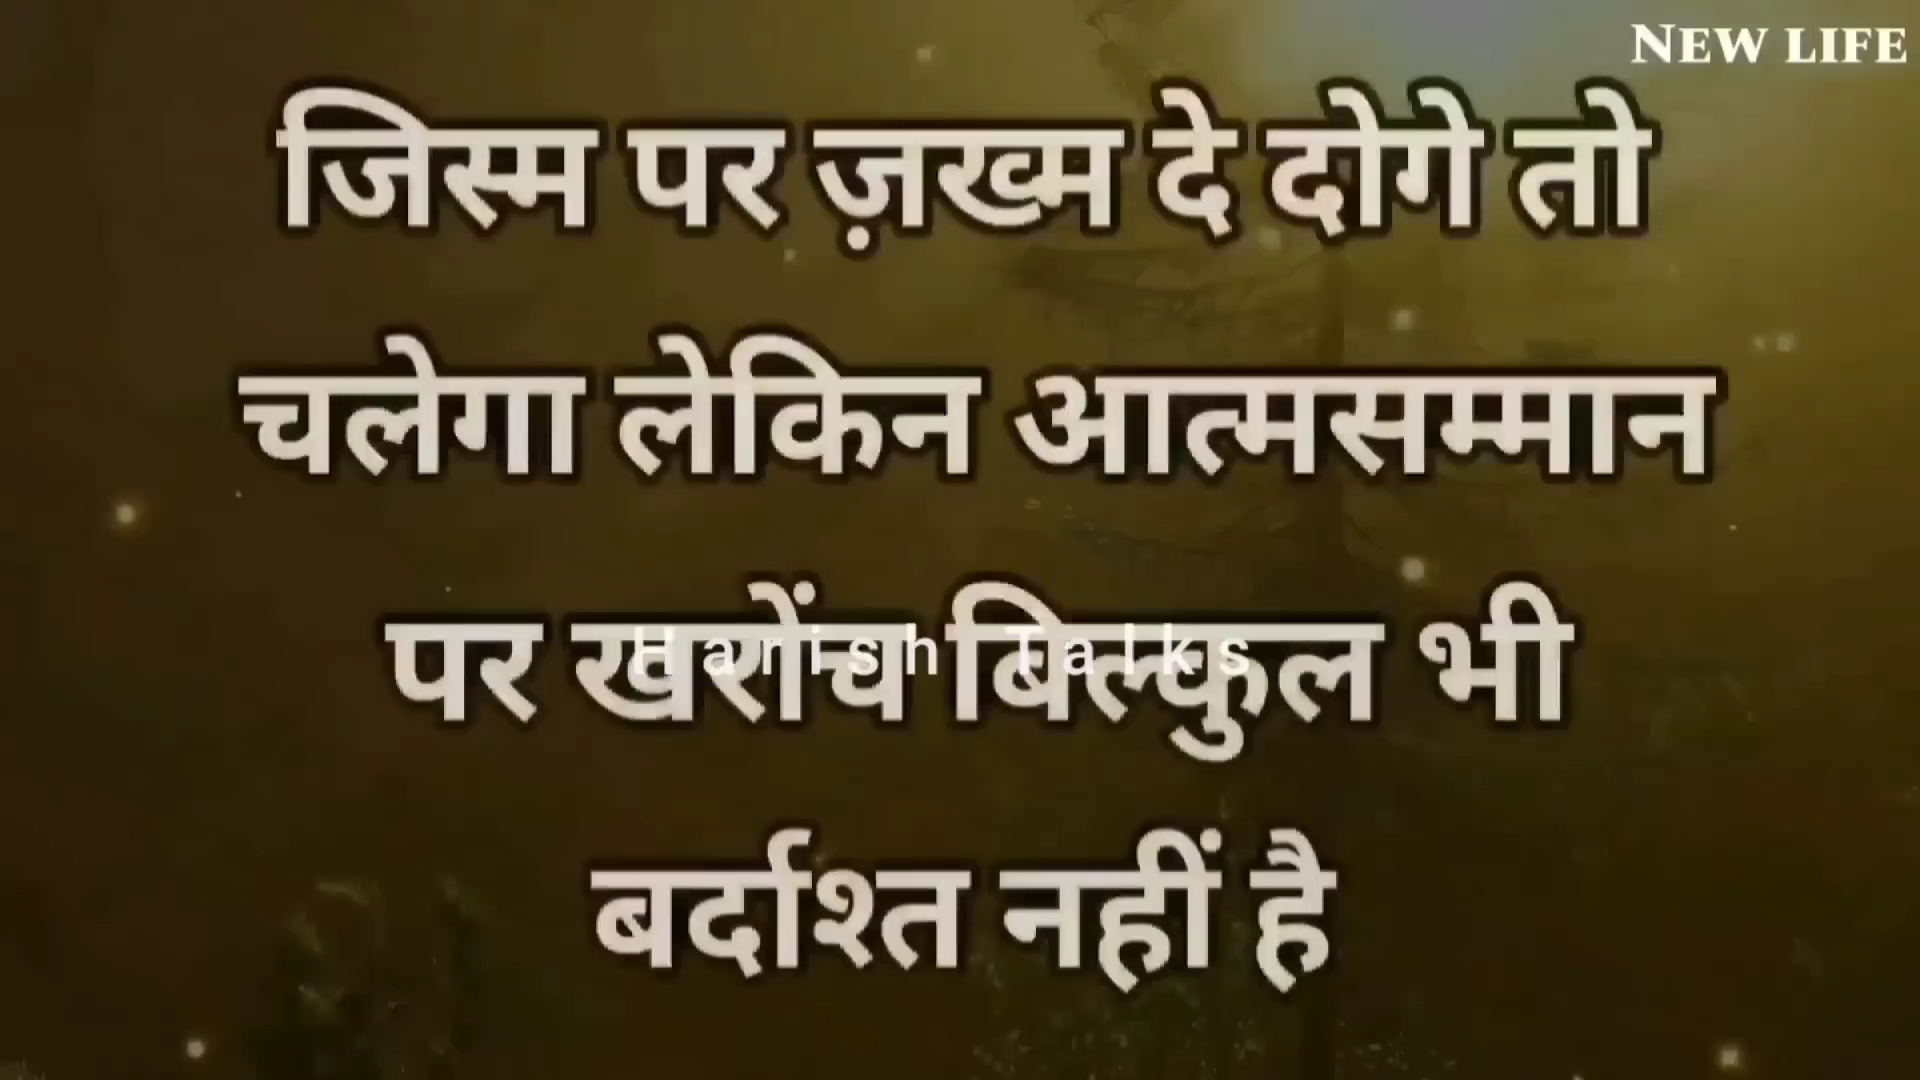 NEW LIFE
जिस्म पर ज़ख्म दे दोगे तो
चलेगा लेकिन आत्मसम्मान
पर खरोंच बिल्कुल भी
Harish Talks
बर्दाश्त नहीं है